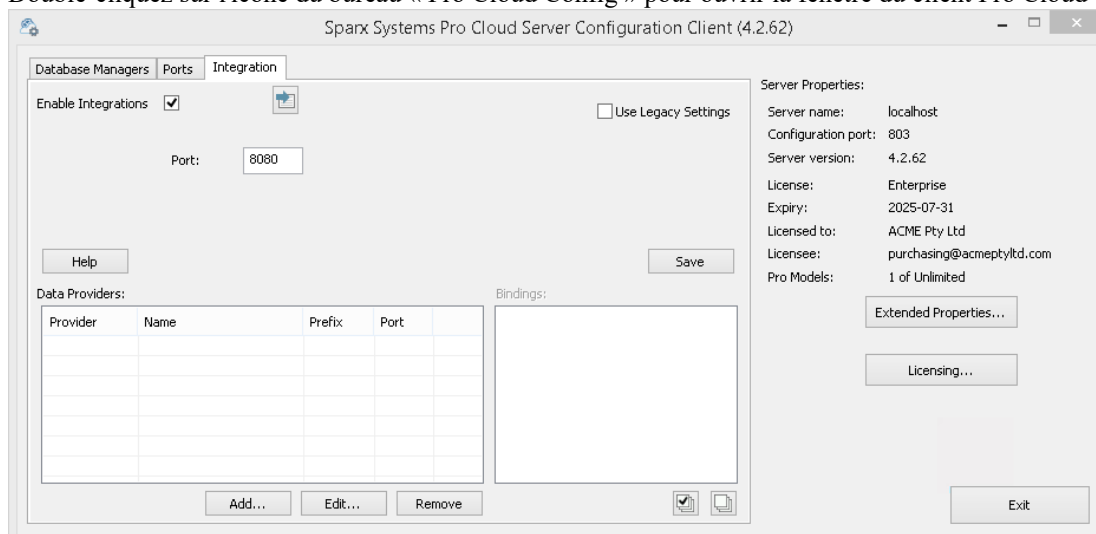 Double-cliquez sur l'icône du bureau « Pro Cloud Config » pour ouvrir la fenêtre du client Pro Cloud
Sparx Systems Pro Cloud Server Configuration Client (4.2.62)
Database Managers Ports Integration
Enable Integrations
Use Legacy Settings
Port: 8080
Help
Save
Data Providers:
Bindings:
Provider Name Prefix Port
Add... Edit... Remove
Server Properties:
Server name: localhost
Configuration port: 803
Server version: 4.2.62
License: Enterprise
Expiry: 2025-07-31
Licensed to: ACME Pty Ltd
Licensee: purchasing@acmeptyltd.com
Pro Models: 1 of Unlimited
Extended Properties...
Licensing...
Exit